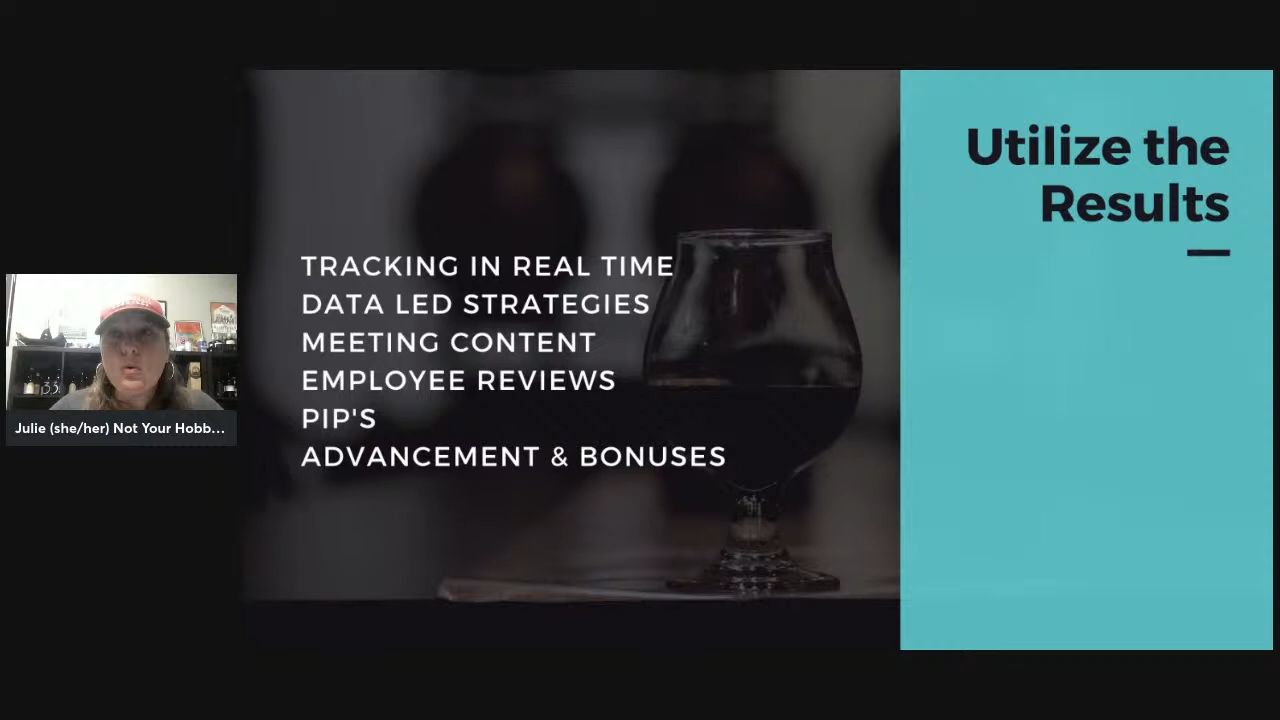 Utilize the
Results
TRACKING IN REAL TIME
DATA LED STRATEGIES
MEETING CONTENT
EMPLOYEE REVIEWS
PIP'S
ADVANCEMENT & BONUSES
Julie (she/her) Not Your Hobb...